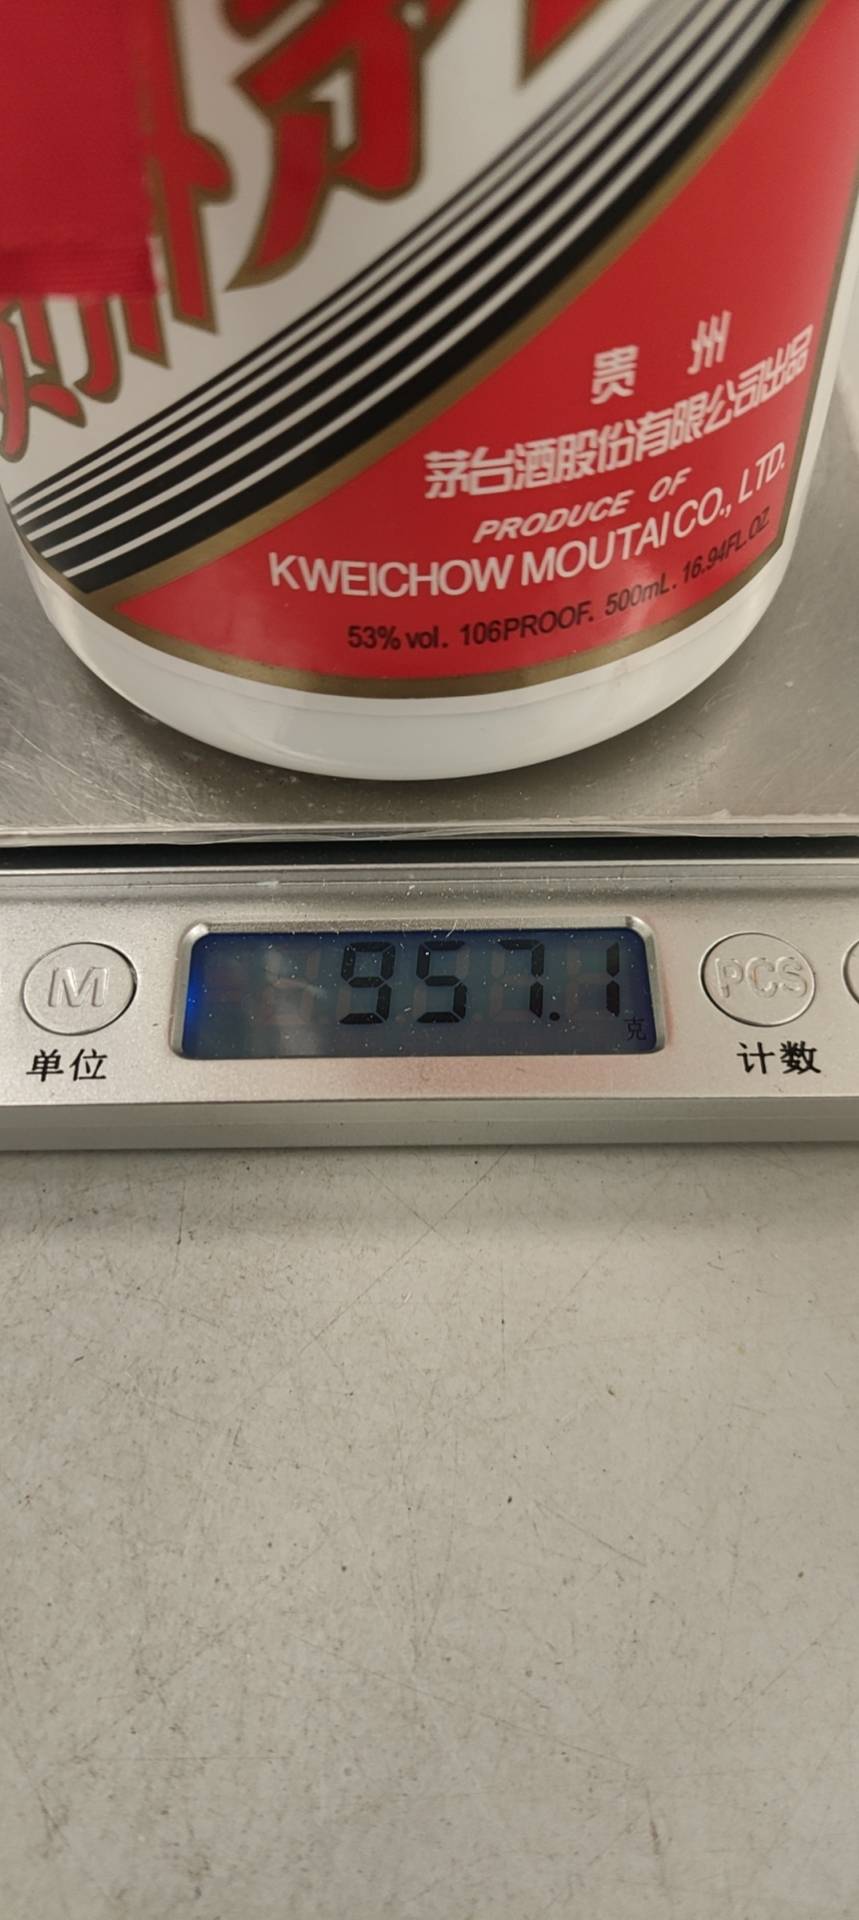 贵州
茅台酒股份有限公司出品
PRODUCE OF
KWEICHOW MOUTAI CO., LTD.
53% vol. 106PROOF. 500mL. 16.94FL.OZ
M
957.1
克
PCS
单位
计数